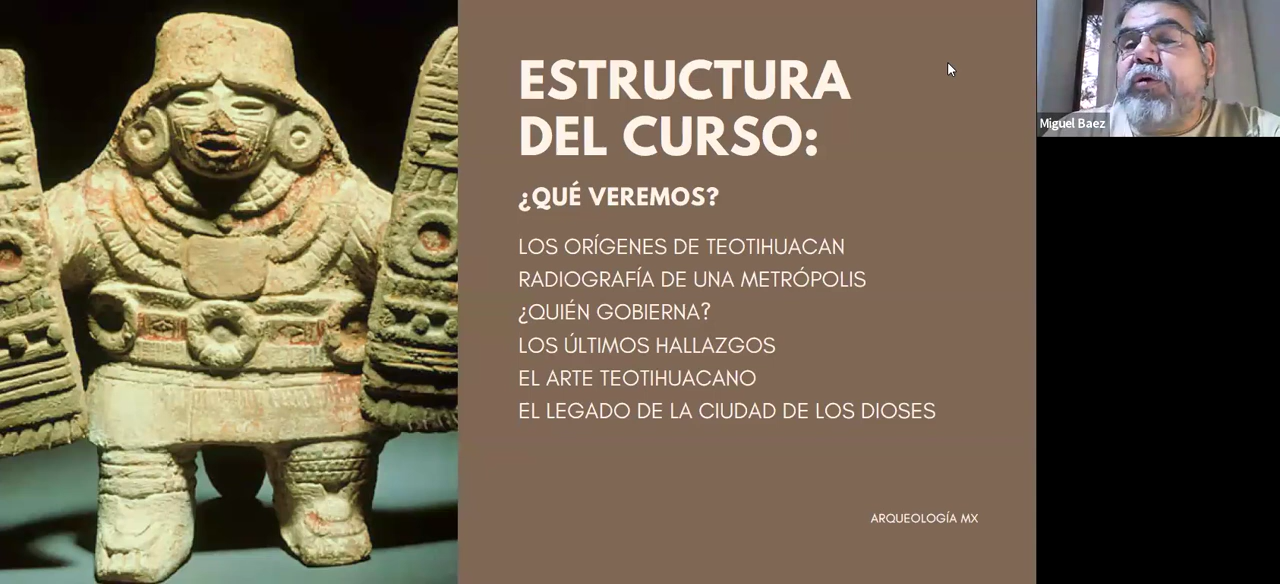 ESTRUCTURA
DEL CURSO:
¿QUÉ VEREMOS?
LOS ORÍGENES DE TEOTIHUACAN
RADIOGRAFÍA DE UNA METRÓPOLIS
¿QUIÉN GOBIERNA?
LOS ÚLTIMOS HALLAZGOS
EL ARTE TEOTIHUACANO
EL LEGADO DE LA CIUDAD DE LOS DIOSES
ARQUEOLOGÍA MX
Miguel Baez